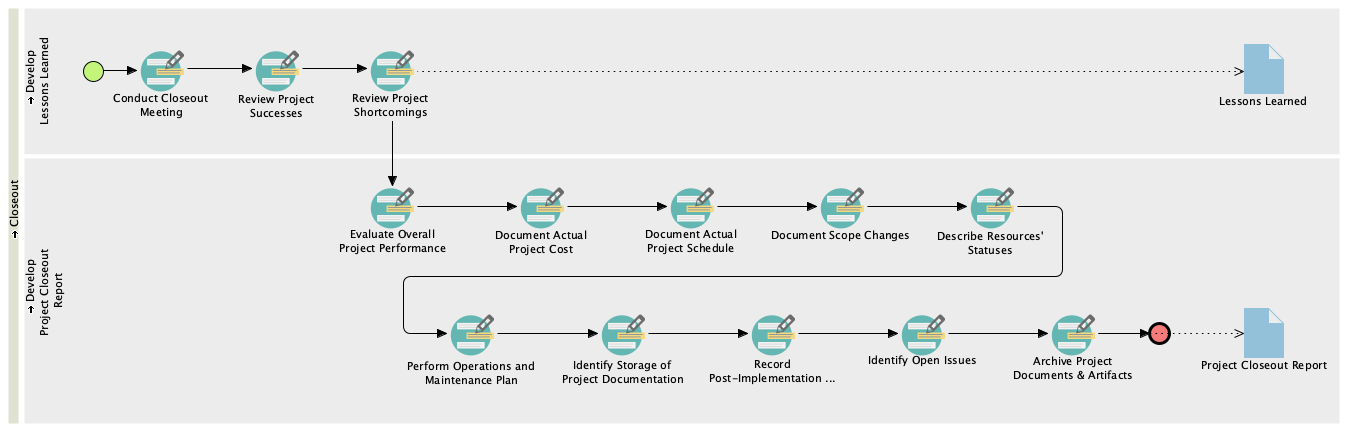 → Closeout
→ Develop
Lessons Learned
Conduct Closeout
Meeting
Review Project
Successes
Review Project
Shortcomings
Lessons Learned
→ Develop
Project Closeout
Report
Evaluate Overall
Project Performance
Document Actual
Project Cost
Document Actual
Project Schedule
Document Scope Changes
Describe Resources'
Statuses
Perform Operations and
Maintenance Plan
Identify Storage of
Project Documentation
Record
Post-Implementation ...
Identify Open Issues
Archive Project
Documents & Artifacts
Project Closeout Report